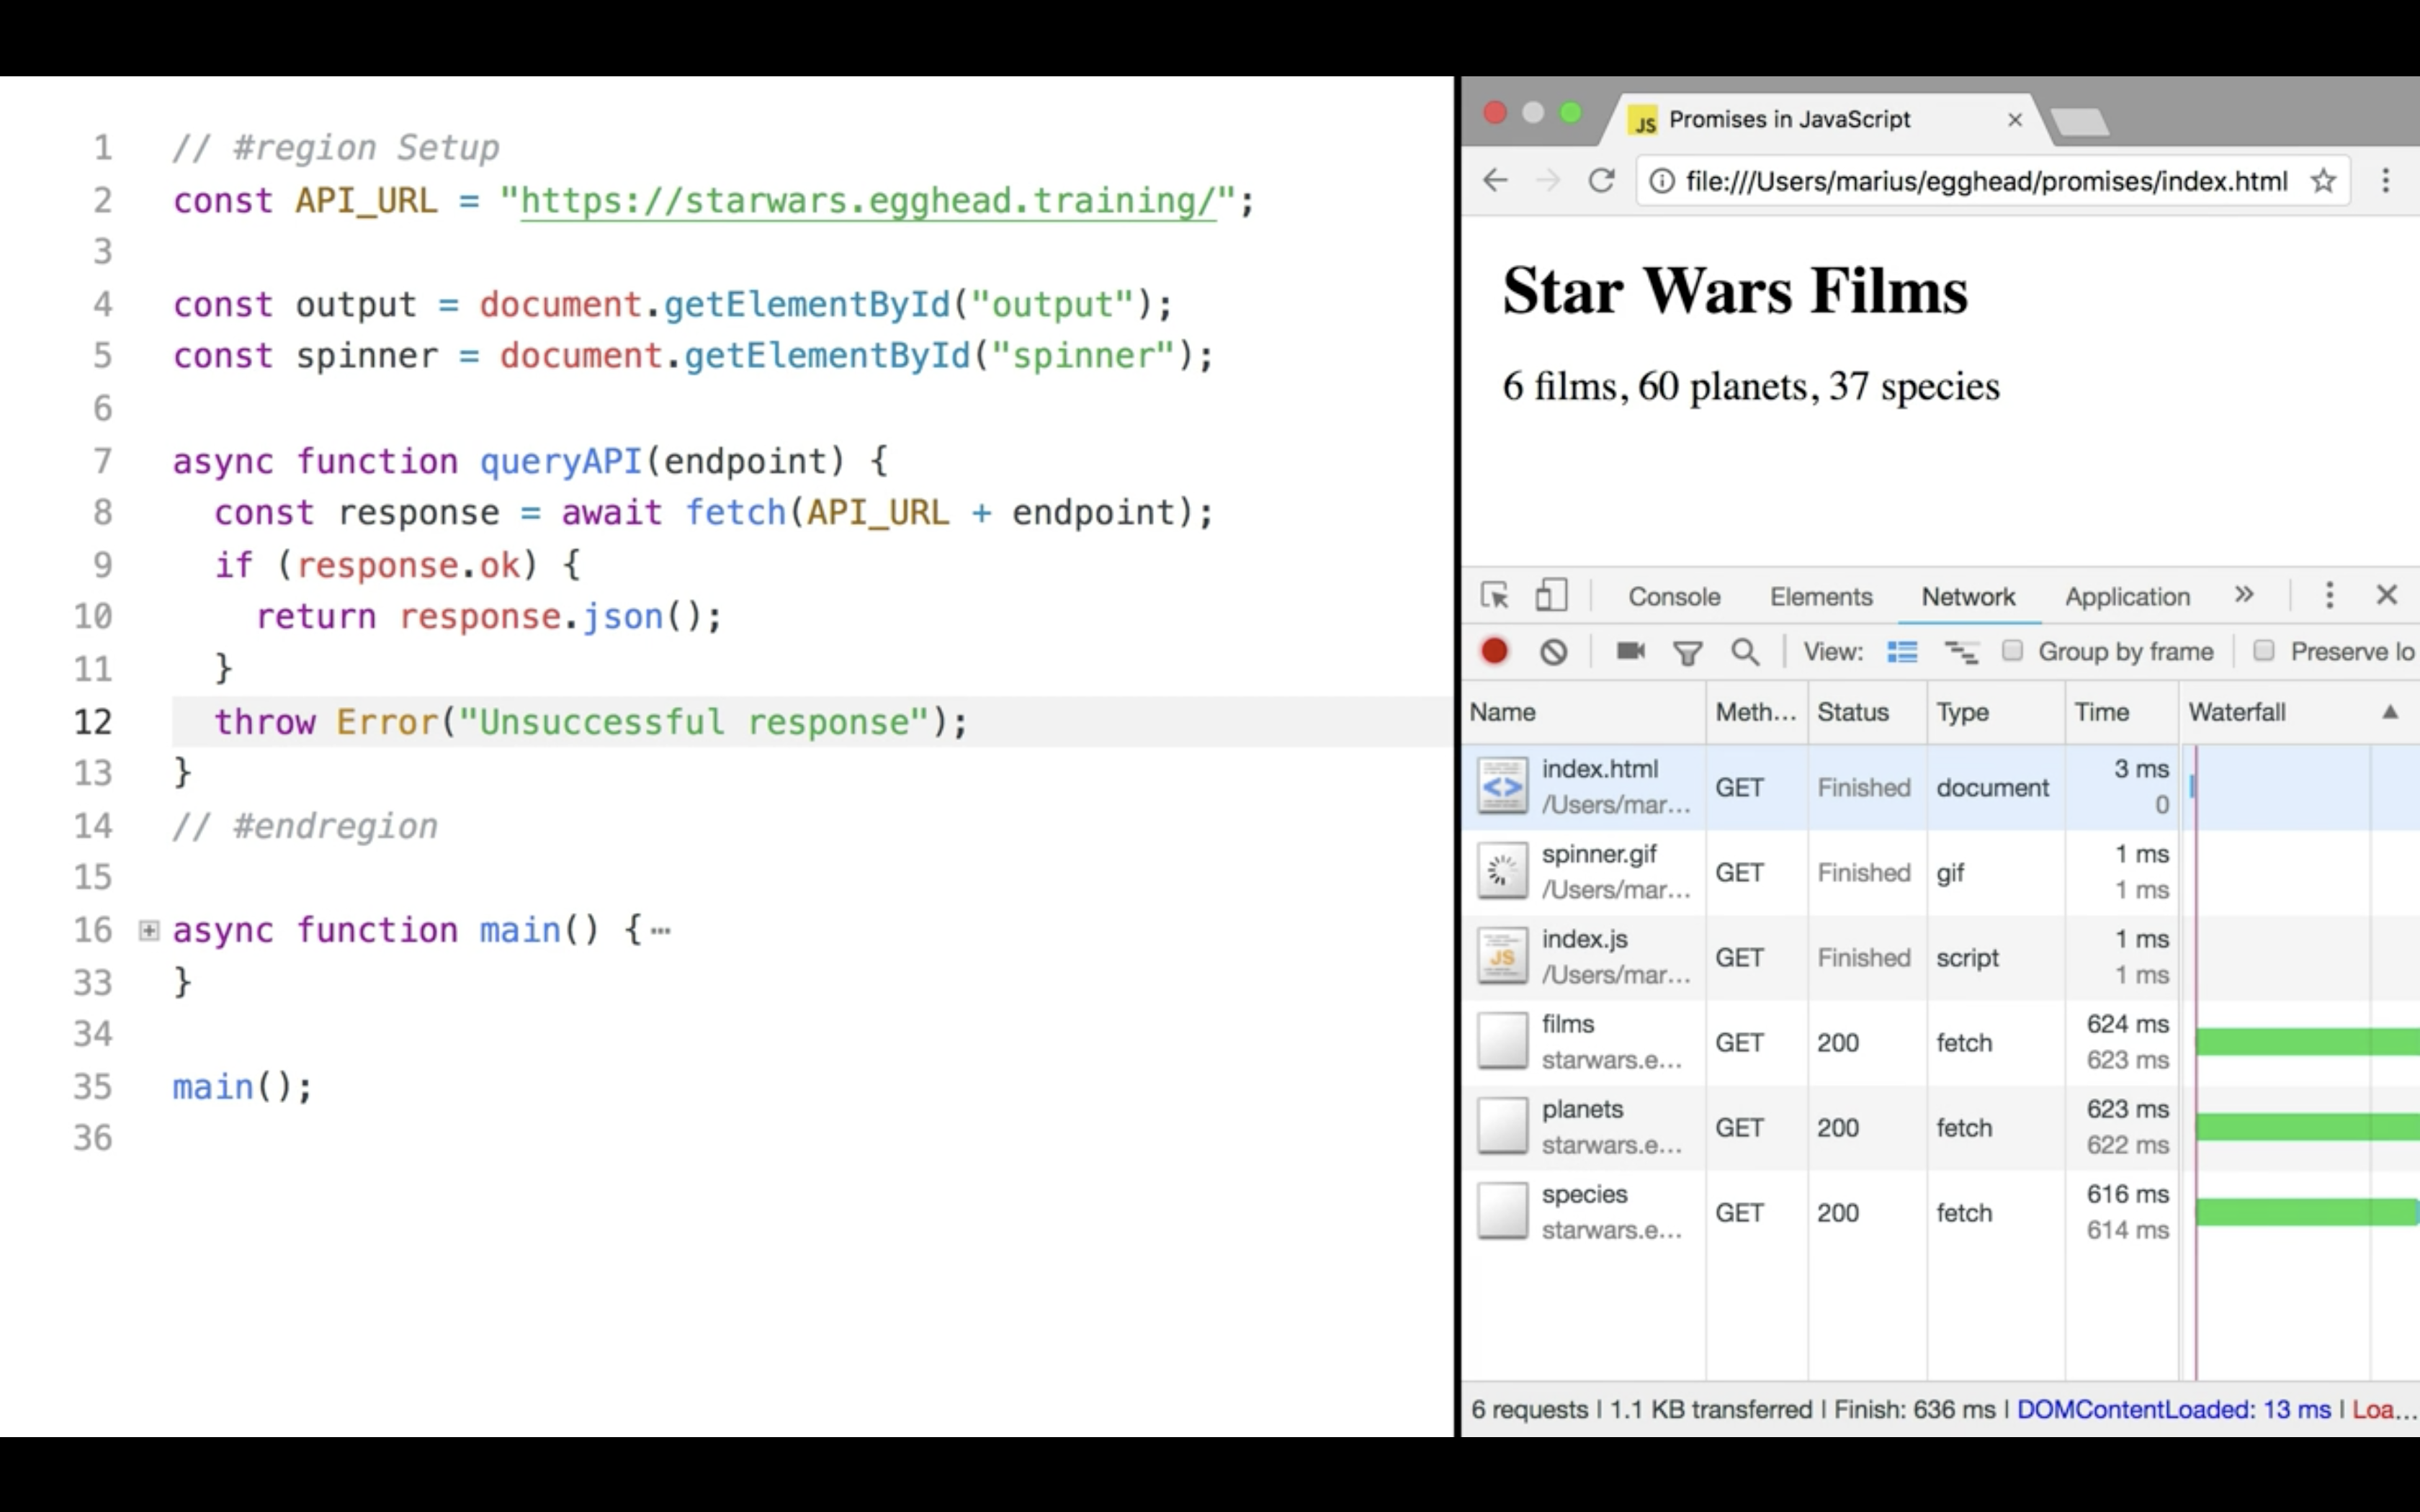 1 // #region Setup
2 const API_URL = "https://starwars.egghead.training/";
3
4 const output = document.getElementById("output");
5 const spinner = document.getElementById("spinner");
6
7 async function queryAPI(endpoint) {
8 const response = await fetch(API_URL + endpoint);
9 if (response.ok) {
10 return response.json();
11 }
12 throw Error("Unsuccessful response");
13 }
14 // #endregion
15
16 async function main() {⋯
33 }
34
35 main();
36
JS Promises in JavaScript
file:///Users/marius/egghead/promises/index.html
Star Wars Films
6 films, 60 planets, 37 species
Console Elements Network Application »
View: Group by frame Preserve lo
Name Meth… Status Type Time Waterfall
index.html GET Finished document 3 ms
/Users/mar… 0
spinner.gif GET Finished gif 1 ms
/Users/mar… 1 ms
JS index.js GET Finished script 1 ms
/Users/mar… 1 ms
films GET 200 fetch 624 ms
starwars.e… 623 ms
planets GET 200 fetch 623 ms
starwars.e… 622 ms
species GET 200 fetch 616 ms
starwars.e… 614 ms
6 requests | 1.1 KB transferred | Finish: 636 ms | DOMContentLoaded: 13 ms | Loa…